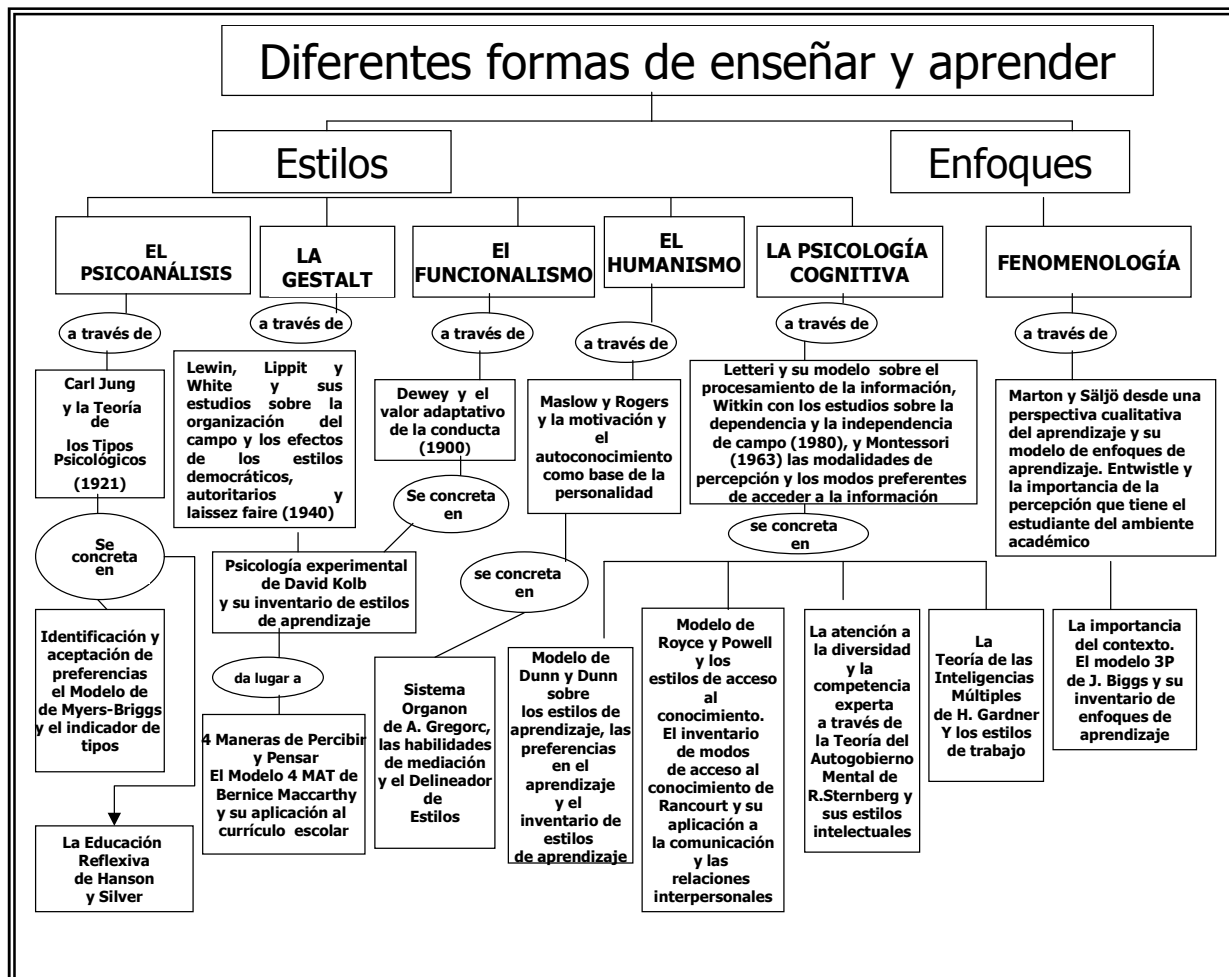 Diferentes formas de enseñar y aprender
Estilos
Enfoques
EL
PSICOANÁLISIS
LA
GESTALT
El
FUNCIONALISMO
EL
HUMANISMO
LA PSICOLOGÍA
COGNITIVA
FENOMENOLOGÍA
a través de
a través de
a través de
a través de
a través de
a través de
Carl Jung
y la Teoría
de
los Tipos
Psicológicos
(1921)
Lewin, Lippit y
White y sus
estudios sobre la
organización del
campo y los efectos
de los estilos
democráticos,
autoritarios y
laissez faire (1940)
Dewey y el
valor adaptativo
de la conducta
(1900)
Maslow y Rogers
y la motivación y
el
autoconocimiento
como base de la
personalidad
Letteri y su modelo sobre el
procesamiento de la información,
Witkin con los estudios sobre la
dependencia y la independencia
de campo (1980), y Montessori
(1963) las modalidades de
percepción y los modos preferentes
de acceder a la información
Marton y Säljö desde una
perspectiva cualitativa
del aprendizaje y su
modelo de enfoques de
aprendizaje. Entwistle y
la importancia de la
percepción que tiene el
estudiante del ambiente
académico
Se
concreta
en
Se concreta
en
se concreta
en
se concreta
en
Psicología experimental
de David Kolb
y su inventario de estilos
de aprendizaje
da lugar a
Identificación y
aceptación de
preferencias
el Modelo de
de Myers-Briggs
y el indicador de
tipos
4 Maneras de Percibir
y Pensar
El Modelo 4 MAT de
Bernice Maccarthy
y su aplicación al
currículo escolar
Sistema
Organon
de A. Gregorc,
las habilidades
de mediación
y el Delineador
de
Estilos
Modelo de
Dunn y Dunn
sobre
los estilos de
aprendizaje, las
preferencias
en el
aprendizaje
y el
inventario de
estilos
de aprendizaje
Modelo de
Royce y Powell
y los
estilos de acceso
al
conocimiento.
El inventario
de modos
de acceso al
conocimiento de
Rancourt y su
aplicación a
la comunicación
y las
relaciones
interpersonales
La atención a
la diversidad
y la
competencia
experta
a través de
la Teoría del
Autogobierno
Mental de
R.Sternberg y
sus estilos
intelectuales
La
Teoría de las
Inteligencias
Múltiples
de H. Gardner
Y los estilos
de trabajo
La importancia
del contexto.
El modelo 3P
de J. Biggs y su
inventario de
enfoques de
aprendizaje
La Educación
Reflexiva
de Hanson
y Silver